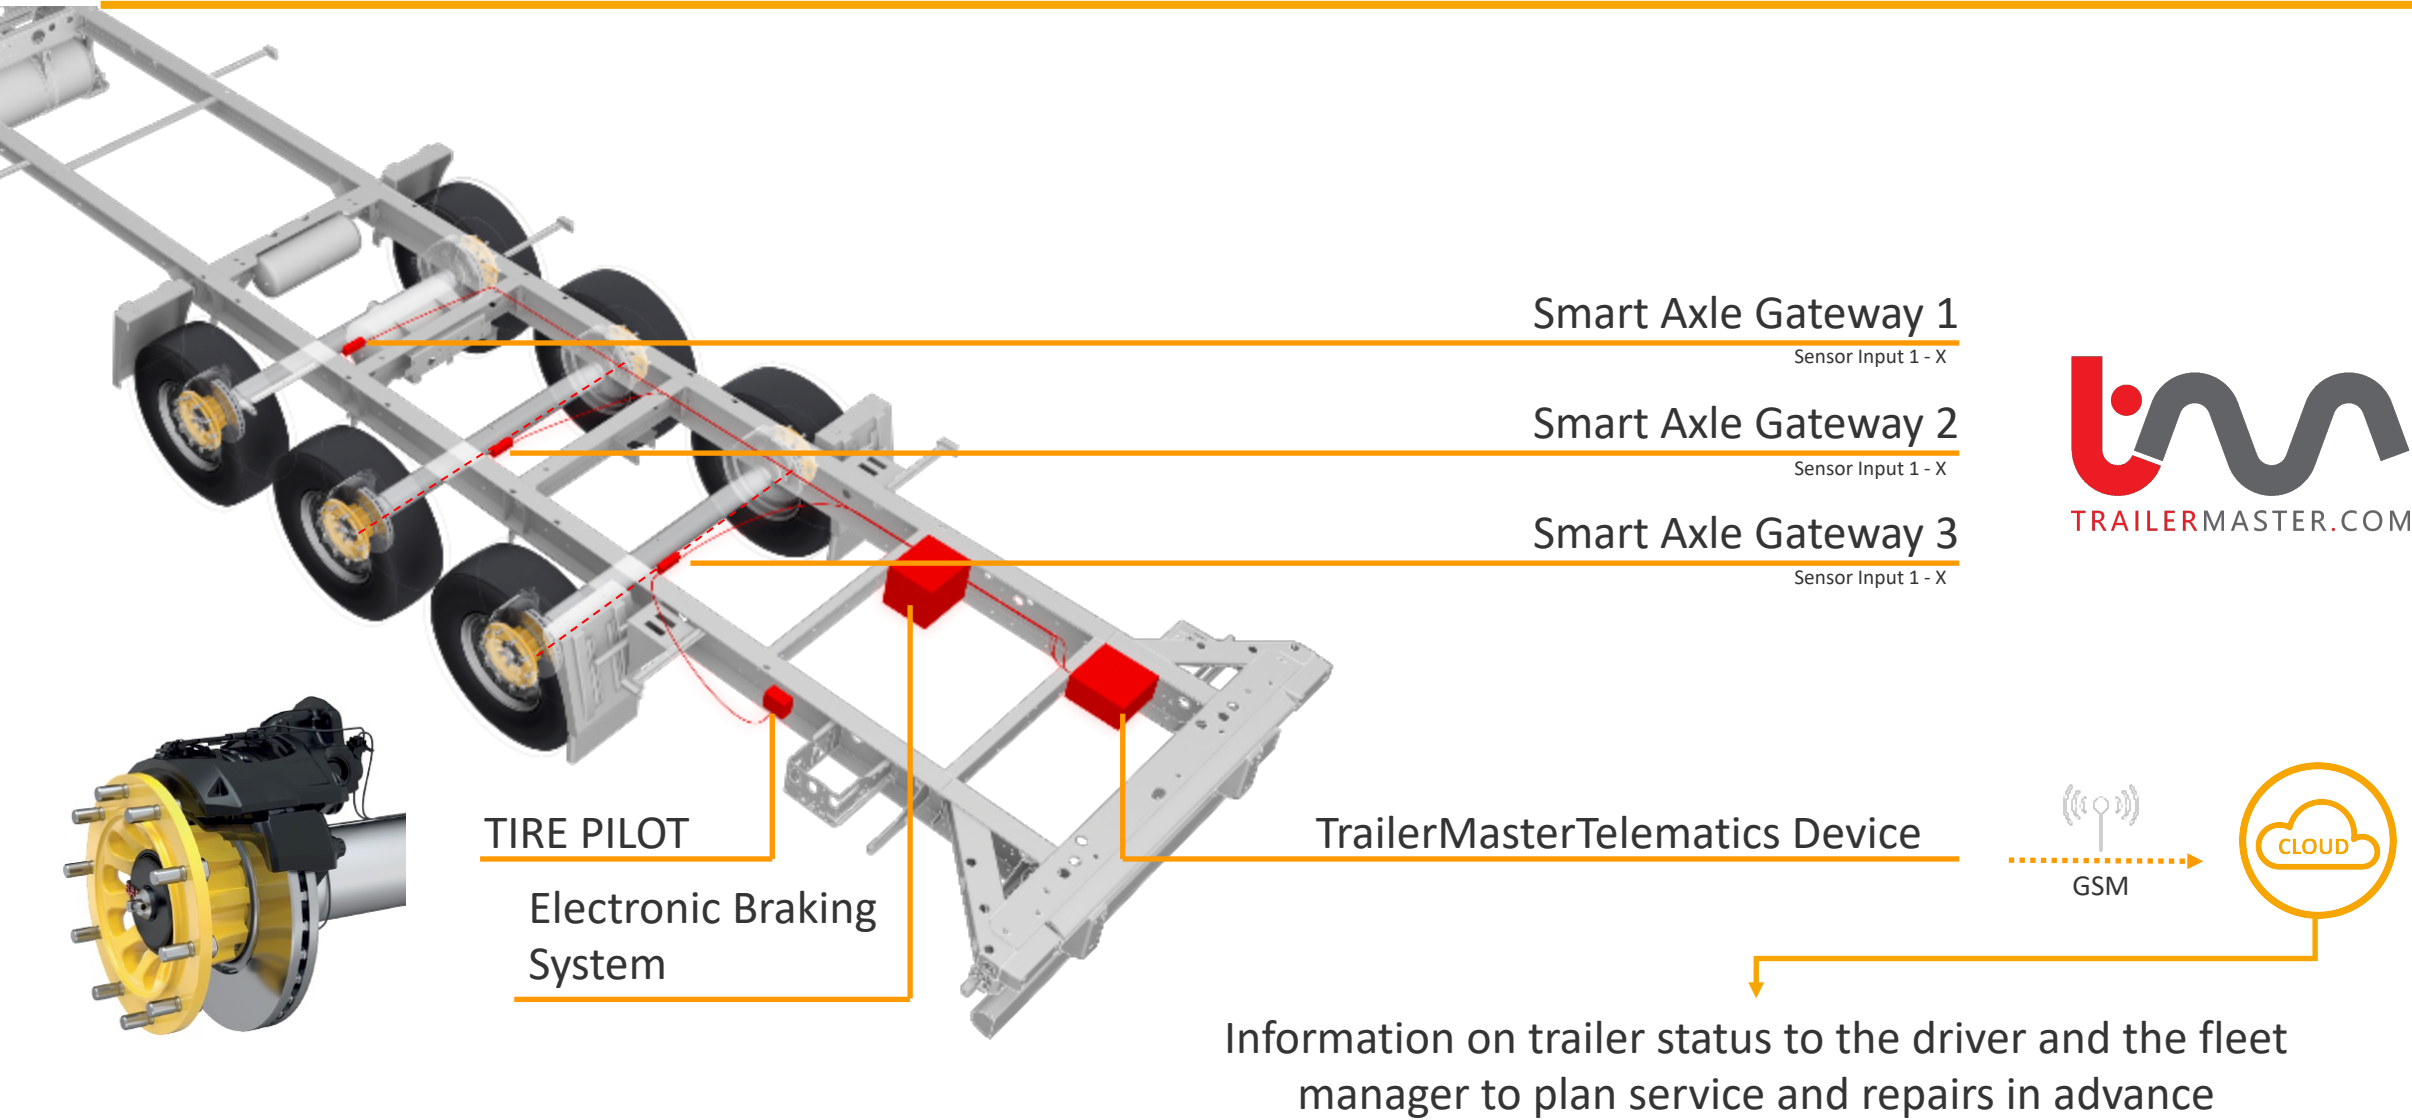 Smart Axle Gateway 1
Sensor Input 1 - X
Smart Axle Gateway 2
Sensor Input 1 - X
Smart Axle Gateway 3
Sensor Input 1 - X
tm
TRAILERMASTER.COM
TIRE PILOT
Electronic Braking
System
TrailerMasterTelematics Device
GSM
CLOUD
Information on trailer status to the driver and the fleet
manager to plan service and repairs in advance